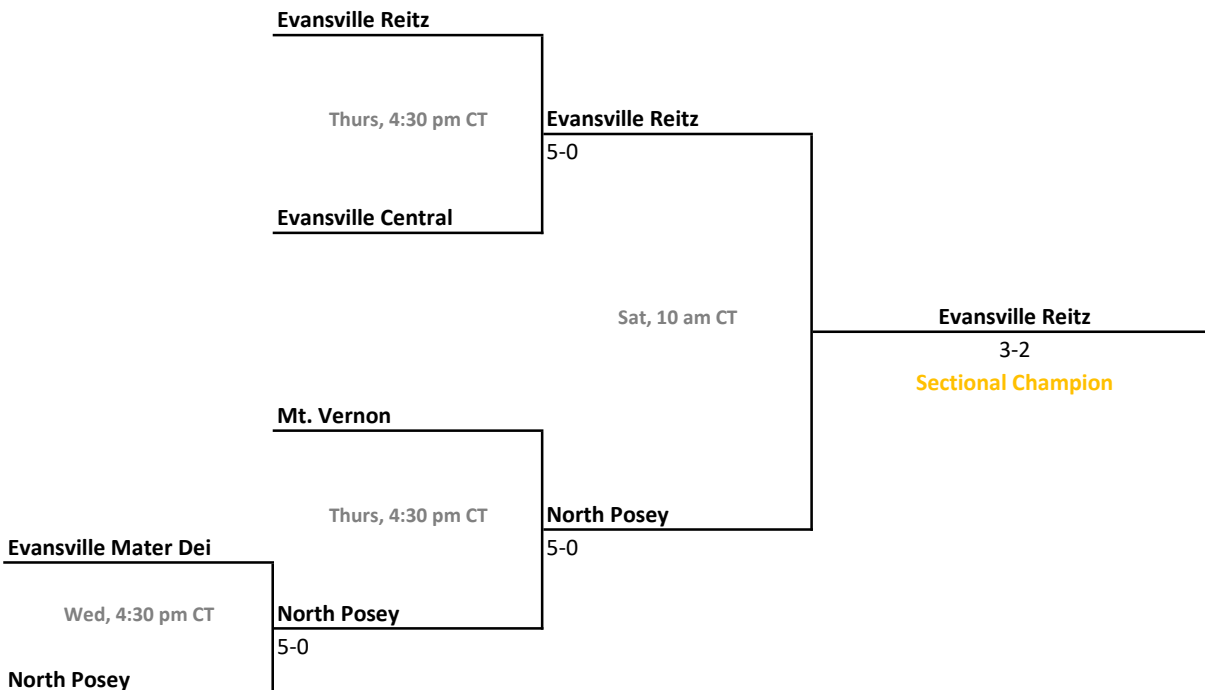 Evansville Reitz
Thurs, 4:30 pm CT
Evansville Reitz
5-0
Evansville Central
Sat, 10 am CT
Evansville Reitz
3-2
Sectional Champion
Mt. Vernon
Thurs, 4:30 pm CT
North Posey
5-0
Evansville Mater Dei
Wed, 4:30 pm CT
North Posey
5-0
North Posey